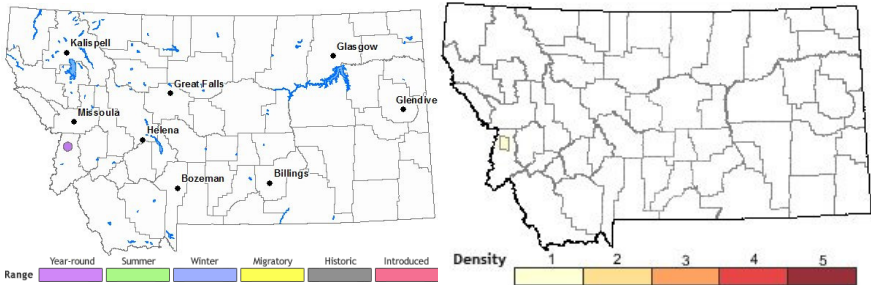 Kalispell
Glasgow
Great Falls
Glendive
Missoula
Helena
Bozeman
Billings
Range Year-round Summer Winter Migratory Historic Introduced
Density 1 2 3 4 5